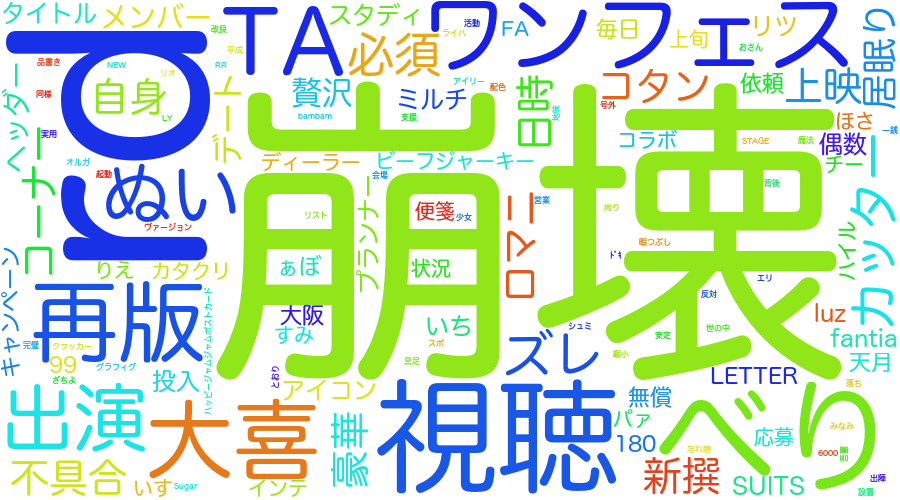 タイトル
メンバー
改良
TA
スタディ
活動
ライバ
FA
ワンフェス
毎日
上旬
おさん
リツ
居眠り
品書き
NEW
平成
RR
リオ
同様
ヘッダー
自身
LY
デート
必須
贅沢
bambam
ミルチ
支援
アイリー
配色
日時
地獄
コタン
号外
依頼
上映
STAGE
魔法
偶数
ほさ
一銭
チー
実用
コーナー
オルガ
起動
ぬい
ヴァージョン
ディーラー
ビーフジャーキー
会場
コラボ
背後
カッター
崩壊
リスト
プランナー
便箋
少女
営業
ロマニ
周り
暇つぶし
ハイル
りえ
カタクリ
ぁぼ
状況
エリ
反対
キャンペーン
再版
ハッピージャムジャムポストカード
大阪
すみ
とおり
いち
スポ
見足
シュミ
安定
世の中
縮小
luz
fantia
天月
完璧
クラッカー
99
ざちよ
グラフィグ
投入
アイコン
ズレ
LETTER
落ち
出演
大喜
豪華
視聴
無償
パァ
180
べり
みなみ
応募
6000
忘れ物
不具合
いす
Sugar
インテ
新撰
SUITS
出陣
設置